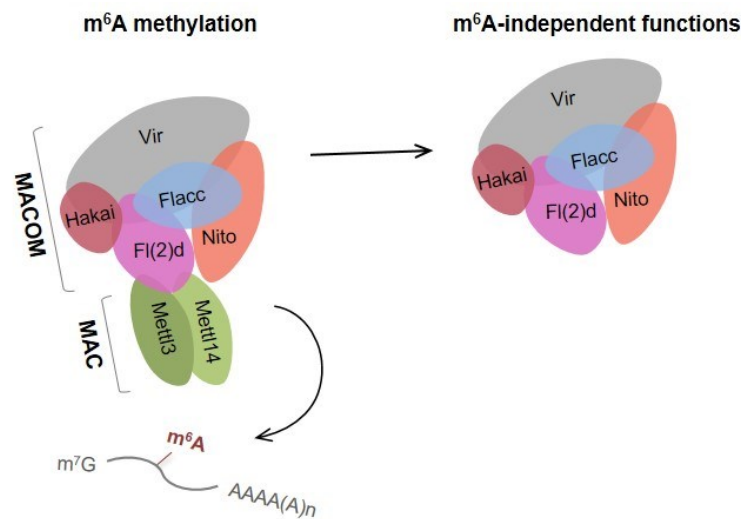 m⁶A methylation
m⁶A-independent functions
Vir
Flacc
Hakai
Nito
Fl(2)d
MACOM
Mettl3
Mettl14
MAC
m⁶A
m⁷G
AAAA(A)n
Vir
Flacc
Hakai
Nito
Fl(2)d